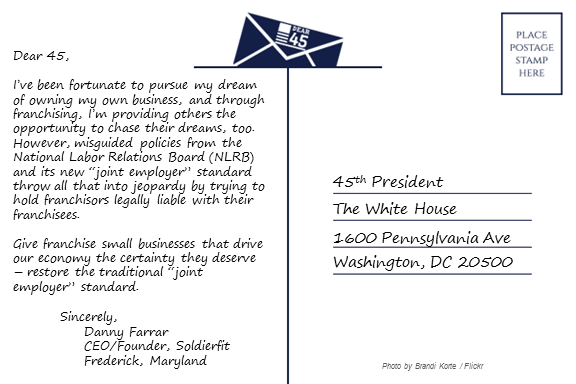 DEAR
45
PLACE
POSTAGE
STAMP
HERE
Dear 45,
I've been fortunate to pursue my dream
of owning my own business, and through
franchising, I'm providing others the
opportunity to chase their dreams, too.
However, misguided policies from the
National Labor Relations Board (NLRB)
and its new "joint employer" standard
throw all that into jeopardy by trying to
hold franchisors legally liable with their
franchisees.
Give franchise small businesses that drive
our economy the certainty they deserve
– restore the traditional "joint
employer" standard.
Sincerely,
Danny Farrar
CEO/Founder, Soldierfit
Frederick, Maryland
45th President
The White House
1600 Pennsylvania Ave
Washington, DC 20500
Photo by Brandi Korte / Flickr